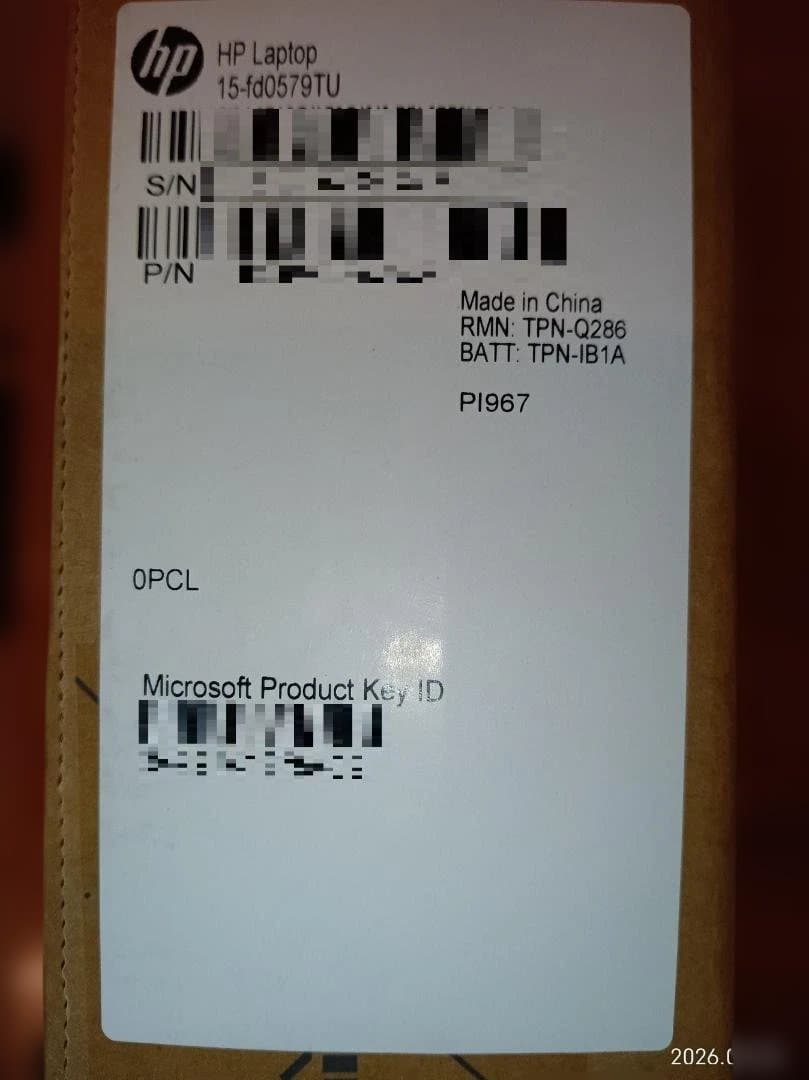 hp
HP Laptop
15-fd0579TU
S/N
P/N
Made in China
RMN: TPN-Q286
BATT: TPN-IB1A
PI967
0PCL
Microsoft Product Key ID